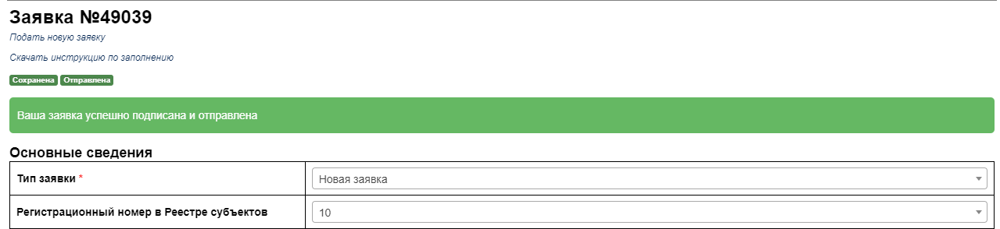 Заявка №49039
Подать новую заявку
Скачать инструкцию по заполнению
Сохранена Отправлена
Ваша заявка успешно подписана и отправлена
Основные сведения
Тип заявки * Новая заявка
Регистрационный номер в Реестре субъектов 10